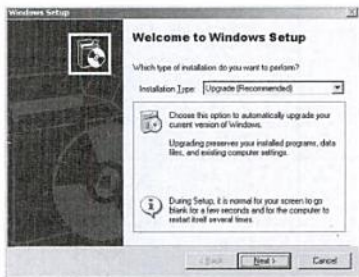 Windows Setup
Welcome to Windows Setup
Which type of installation do you want to perform?
Installation Type: Upgrade (Recommended)
Choose this option to automatically upgrade your
current version of Windows.
Upgrading preserves your installed programs, data
files, and existing computer settings.
During Setup, it is normal for your screen to go
blank for a few seconds and for the computer to
restart itself several times.
< Back Next > Cancel